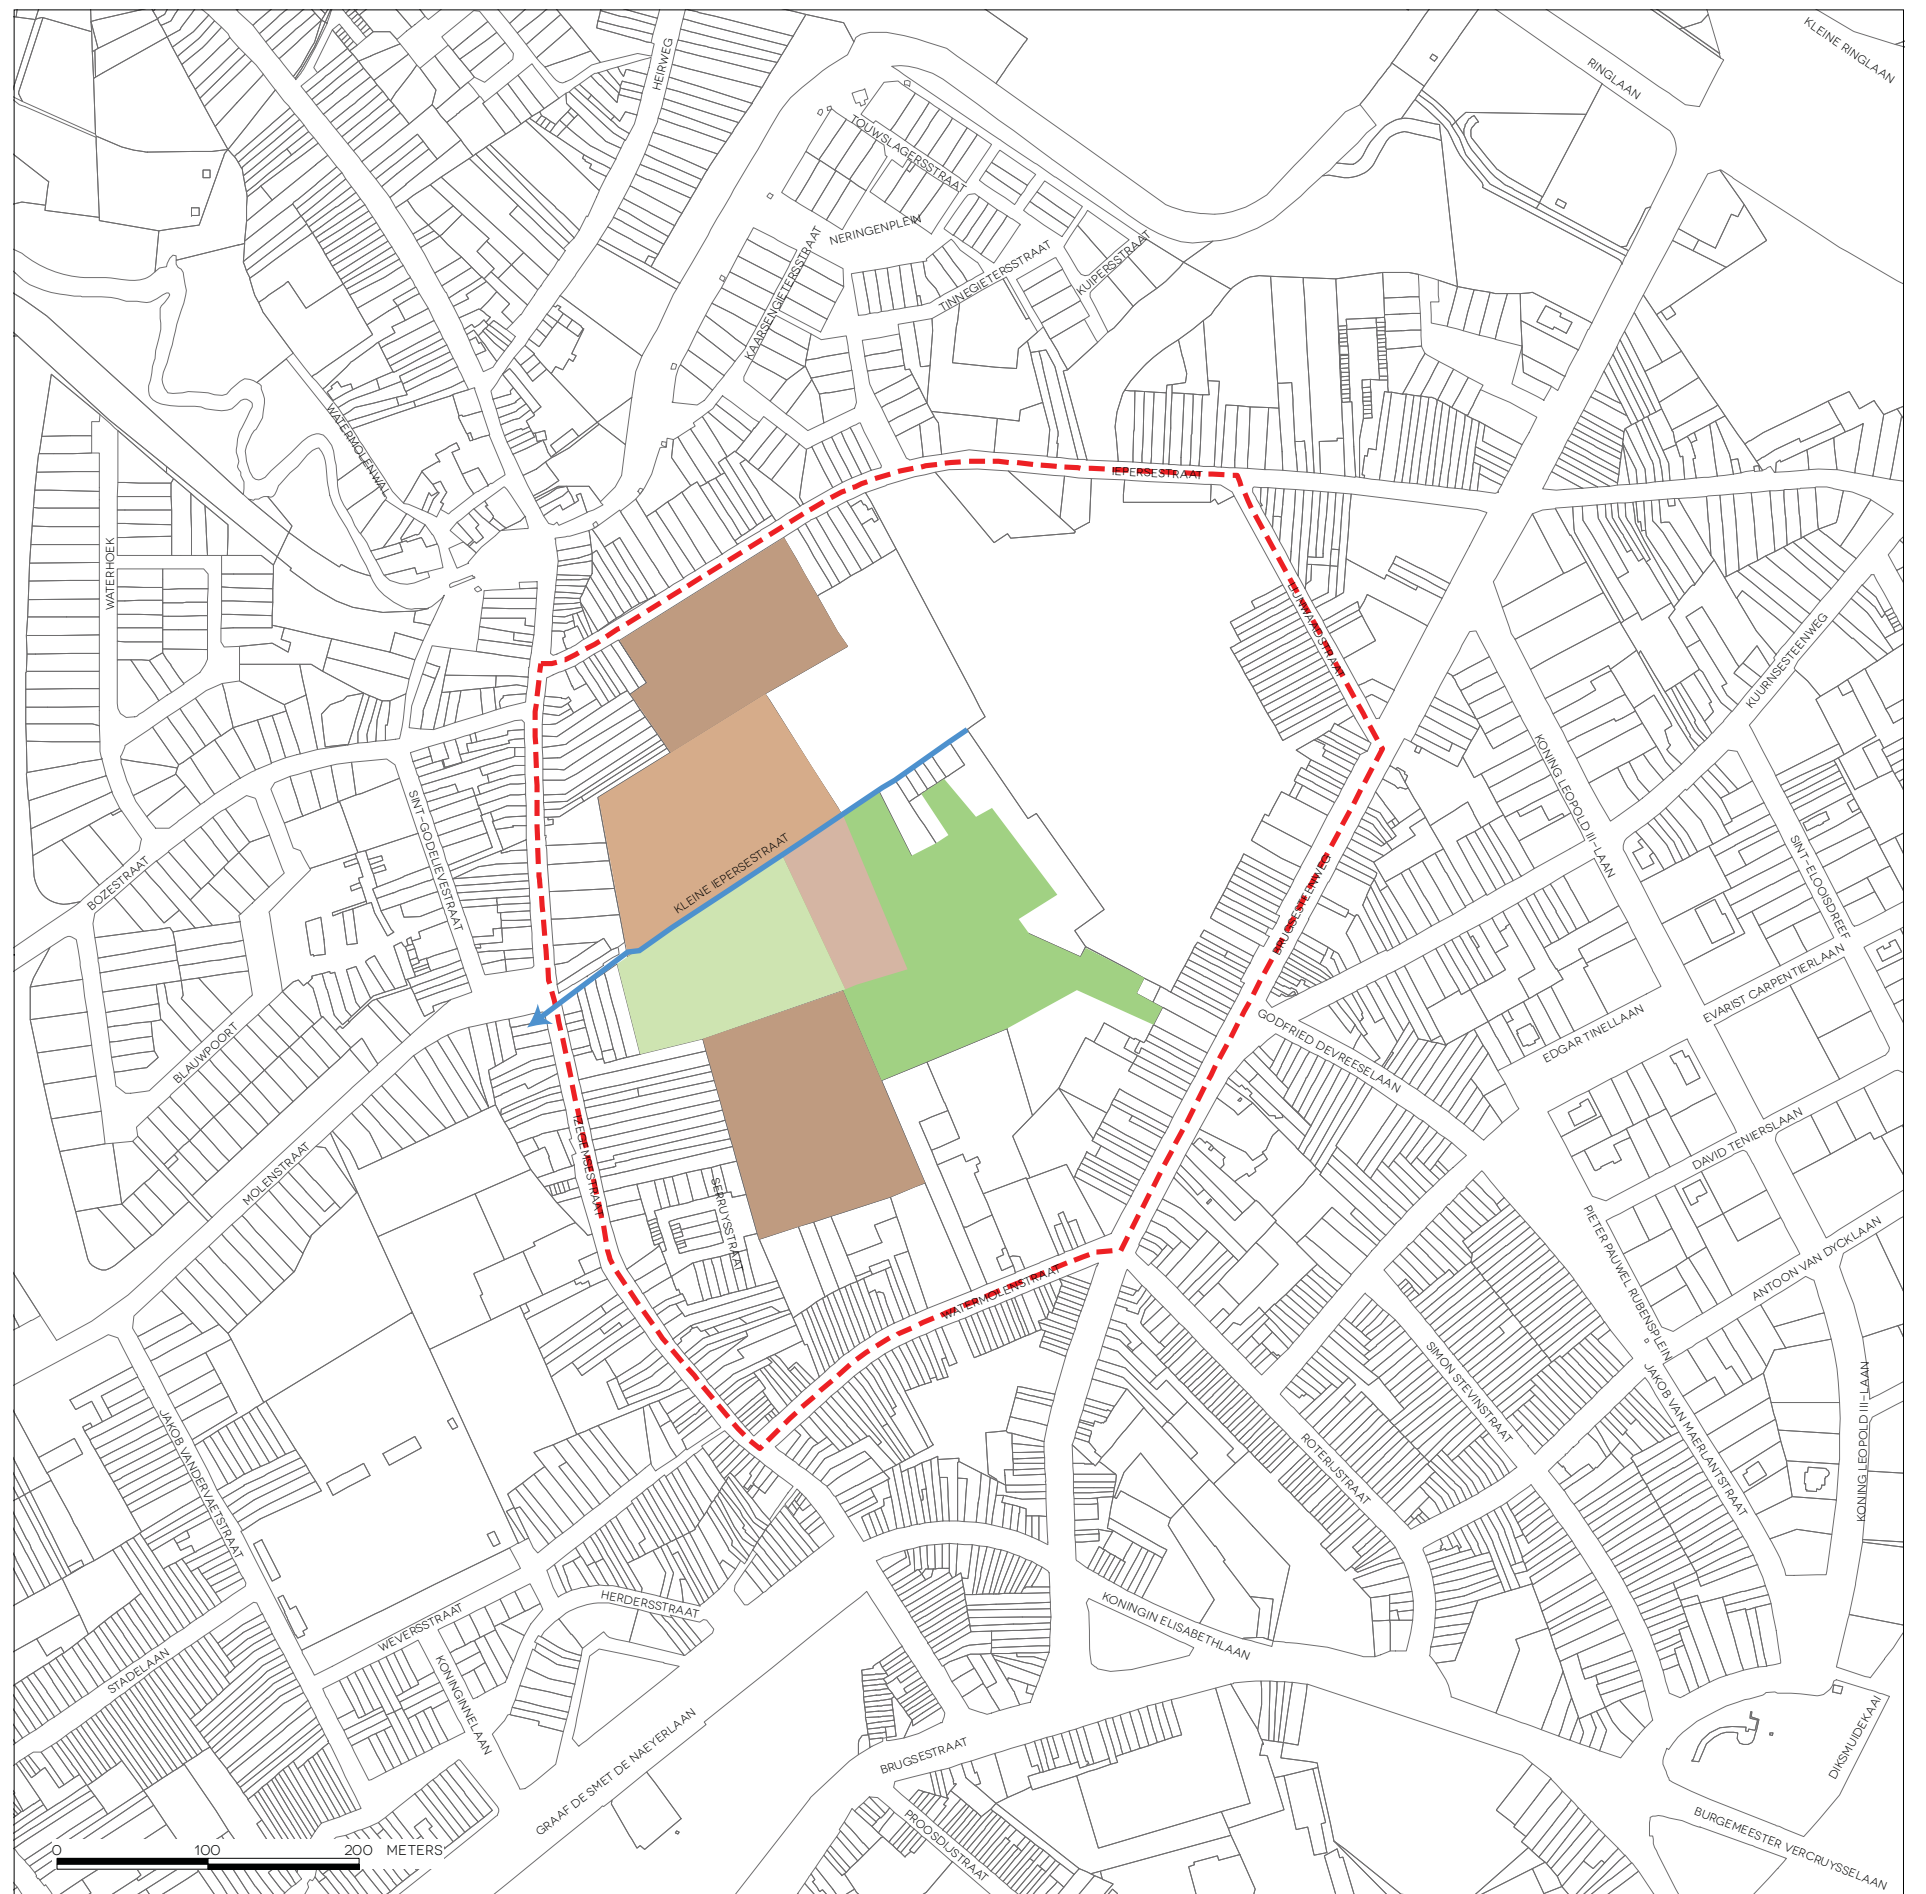 KLEINE RINGLAAN
HEIRWEG
RINGLAAN
TOUWSLAGERSSTRAAT
NERINGENPLEIN
KAARSENGIETERSSTRAAT
TINNEGIETERSSTRAAT
KUIPERSSTRAAT
WATERMOLENWAL
IEPERSESTRAAT
WATERHOEK
LIJNWAADSTRAAT
KUURNSESTEENWEG
KONING LEOPOLD III-LAAN
SINT-GODELIEVESTRAAT
KLEINE IEPERSESTRAAT
BOZESTRAAT
BRUGSESTEENWEG
SINT-ELOOISDREEF
EVARIST CARPENTIERLAAN
EDGAR TINELLAAN
GODFRIED DEVREESELAAN
BLAUWPOORT
IZEGEMSESTRAAT
MOLENSTRAAT
SERRUYSSTRAAT
DAVID TENIERSLAAN
PIETER PAUWEL RUBENSPLEIN
ANTOON VAN DYCKLAAN
WATERMOLENSTRAAT
SIMON STEVINSTRAAT
JAKOB VAN MAERLANTSTRAAT
KONING LEOPOLD III-LAAN
JAKOB VANDERVAETSTRAAT
ROTERIJSTRAAT
HERDERSSTRAAT
WEVERSSTRAAT
KONINGIN ELISABETHLAAN
STADELAAN
KONINGINNELAAN
GRAAF DE SMET DE NAEYERLAAN
BRUGSESTRAAT
DIKSMUIDEKAAI
PROOSDIJSTRAAT
BURGEMEESTER VERCRUYSSELAAN
0 100 200 METERS